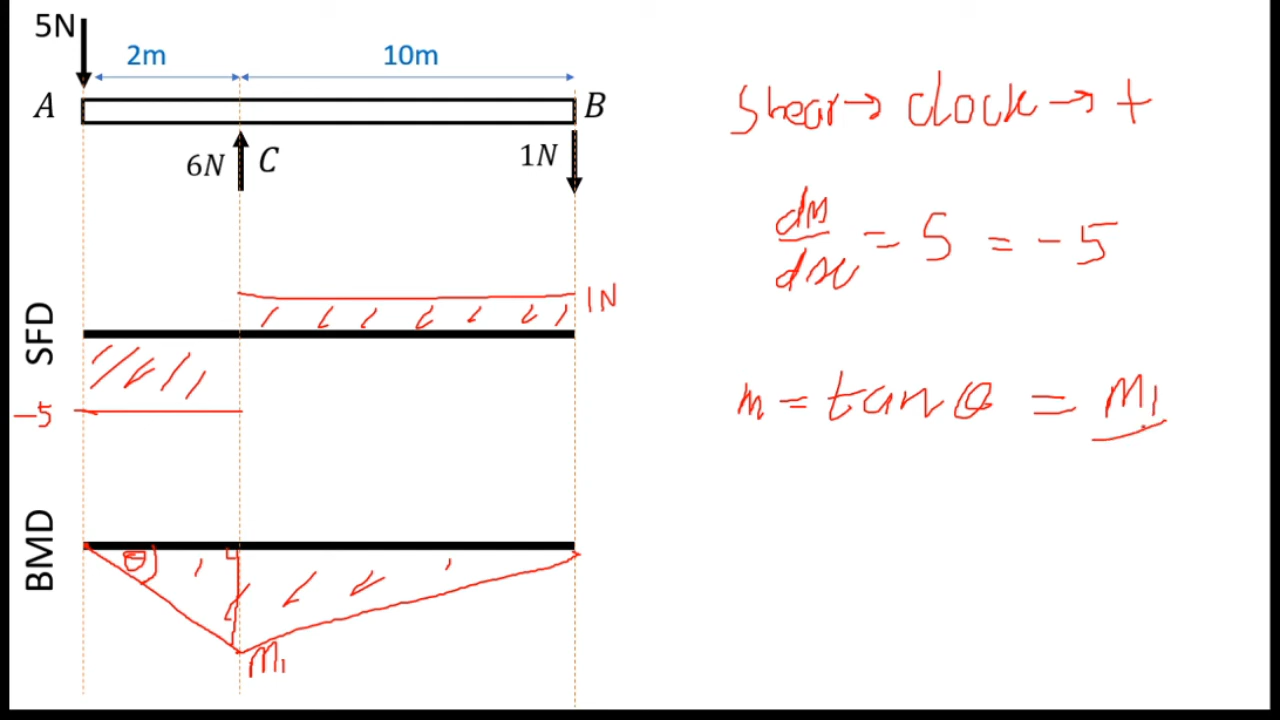 5N
2m
10m
A
B
6N
C
1N
SFD
1N
-5
BMD
θ
M1
Shear → clock → +
dM/dx = 5 = -5
m = tan θ = M1